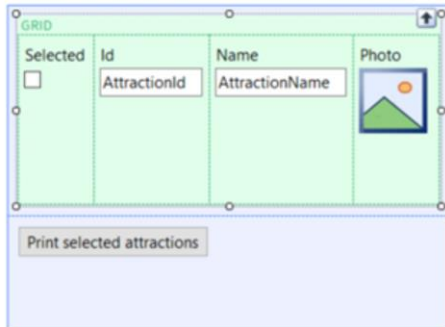 GRID
Selected Id Name Photo
AttractionId AttractionName
Print selected attractions